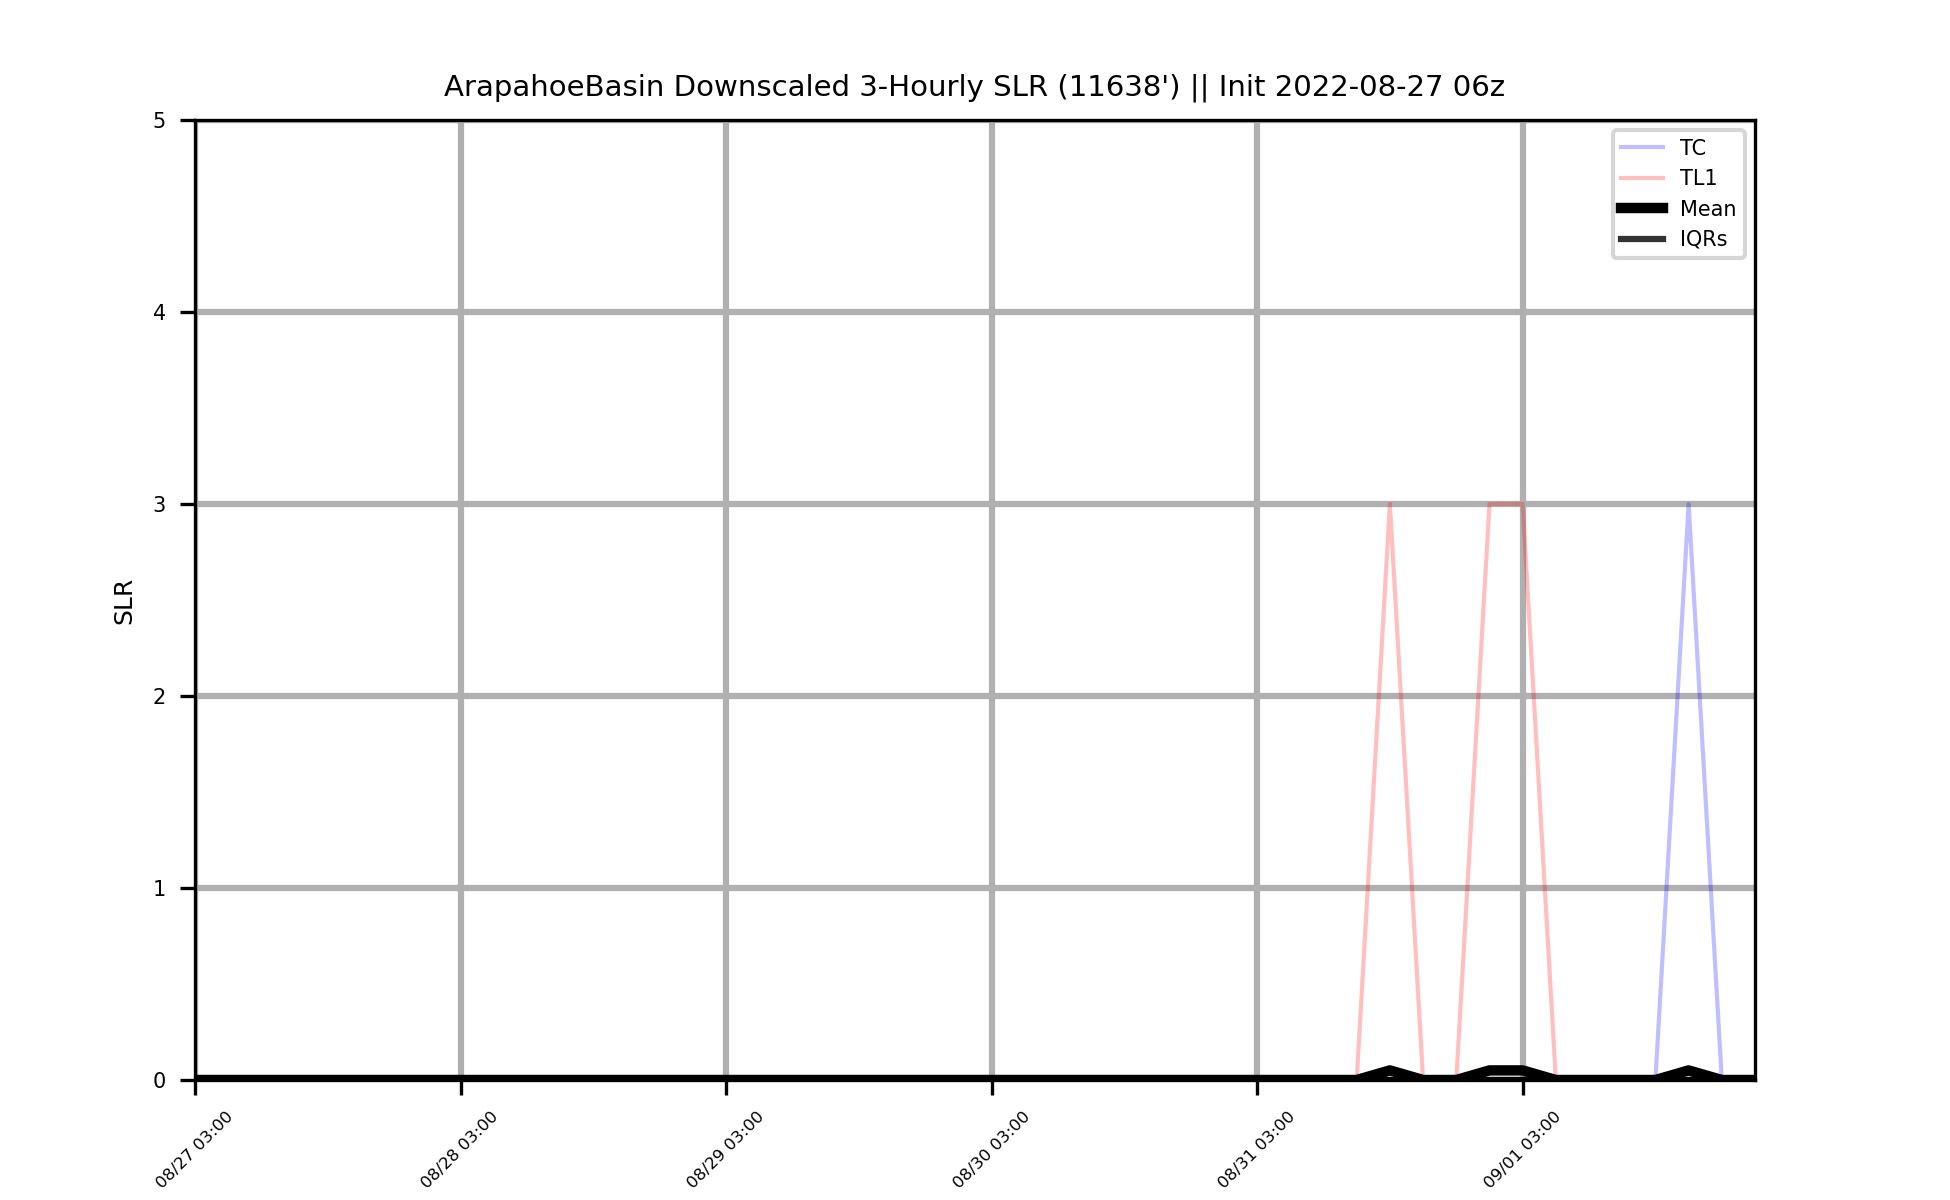 ArapahoeBasin Downscaled 3-Hourly SLR (11638') || Init 2022-08-27 06z
5
4
3
2
1
0
SLR
TC
TL1
Mean
IQRs
08/27 03:00
08/28 03:00
08/29 03:00
08/30 03:00
08/31 03:00
09/01 03:00